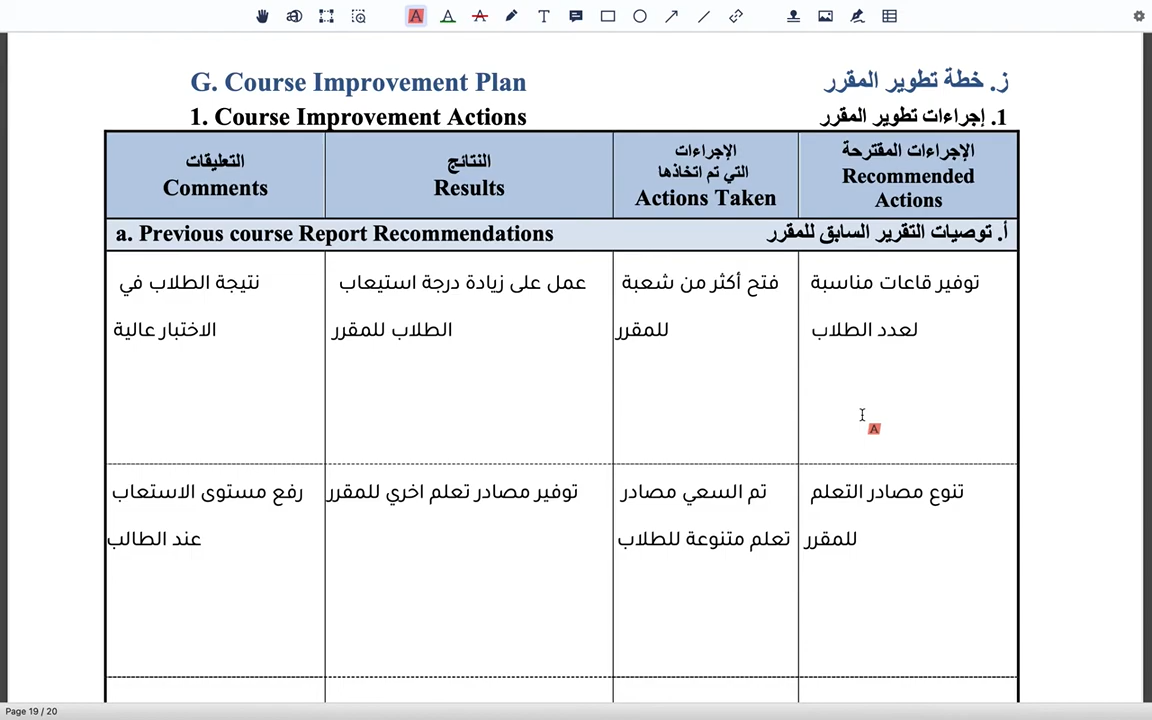 G. Course Improvement Plan
ز. خطة تطوير المقرر
1. Course Improvement Actions
1. إجراءات تطوير المقرر
الإجراءات المقترحة
Recommended
Actions
الإجراءات
التي تم اتخاذها
Actions Taken
النتائج
Results
التعليقات
Comments
a. Previous course Report Recommendations
أ. توصيات التقرير السابق للمقرر
توفير قاعات مناسبة
لعدد الطلاب
فتح أكثر من شعبة
للمقرر
عمل على زيادة درجة استيعاب
الطلاب للمقرر
نتيجة الطلاب في
الاختبار عالية
تنوع مصادر التعلم
للمقرر
تم السعي مصادر
تعلم متنوعة للطلاب
توفير مصادر تعلم اخري للمقرر
رفع مستوى الاستعاب
عند الطالب
Page 19 / 20